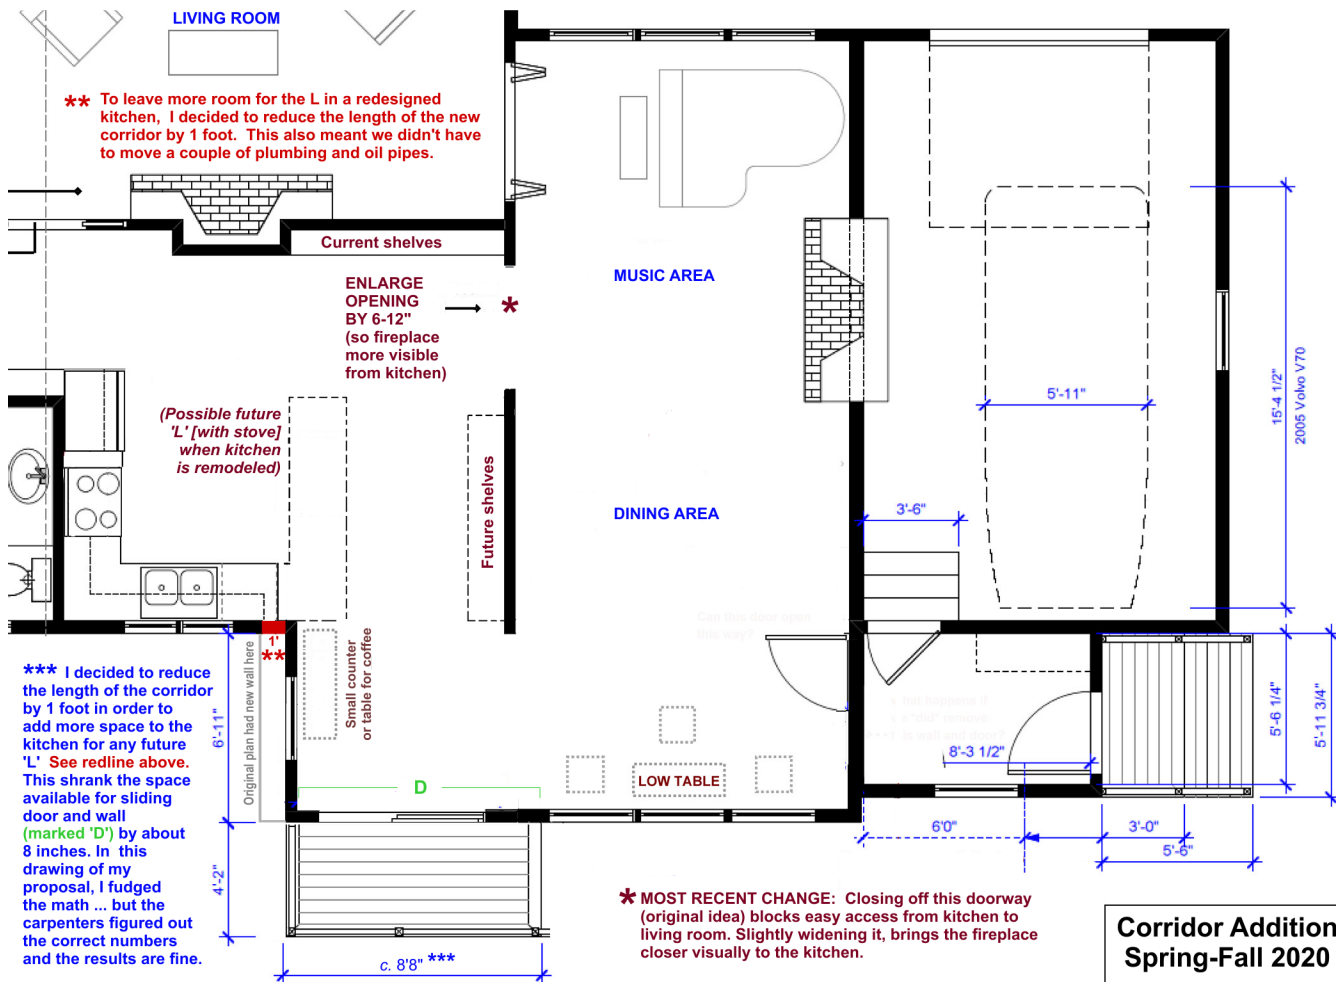 LIVING ROOM
** To leave more room for the L in a redesigned
kitchen, I decided to reduce the length of the new
corridor by 1 foot. This also meant we didn't have
to move a couple of plumbing and oil pipes.
Current shelves
ENLARGE
OPENING
BY 6-12"
(so fireplace
more visible
from kitchen)
*
MUSIC AREA
(Possible future
'L' [with stove]
when kitchen
is remodeled)
Future shelves
DINING AREA
5'-11"
15'-4 1/2"
2005 Volvo V70
3'-6"
Can this door open
this way?
1'
**
Small counter
or table for coffee
Original plan had new wall here
6'-11"
*** I decided to reduce
the length of the corridor
by 1 foot in order to
add more space to the
kitchen for any future
'L' See redline above.
This shrank the space
available for sliding
door and wall
(marked 'D') by about
8 inches. In this
drawing of my
proposal, I fudged
the math ... but the
carpenters figured out
the correct numbers
and the results are fine.
D
LOW TABLE
8'-3 1/2"
5'-6 1/4"
5'-11 3/4"
6'0"
3'-0"
5'-6"
4'-2"
c. 8'8" ***
* MOST RECENT CHANGE: Closing off this doorway
(original idea) blocks easy access from kitchen to
living room. Slightly widening it, brings the fireplace
closer visually to the kitchen.
Corridor Addition
Spring-Fall 2020